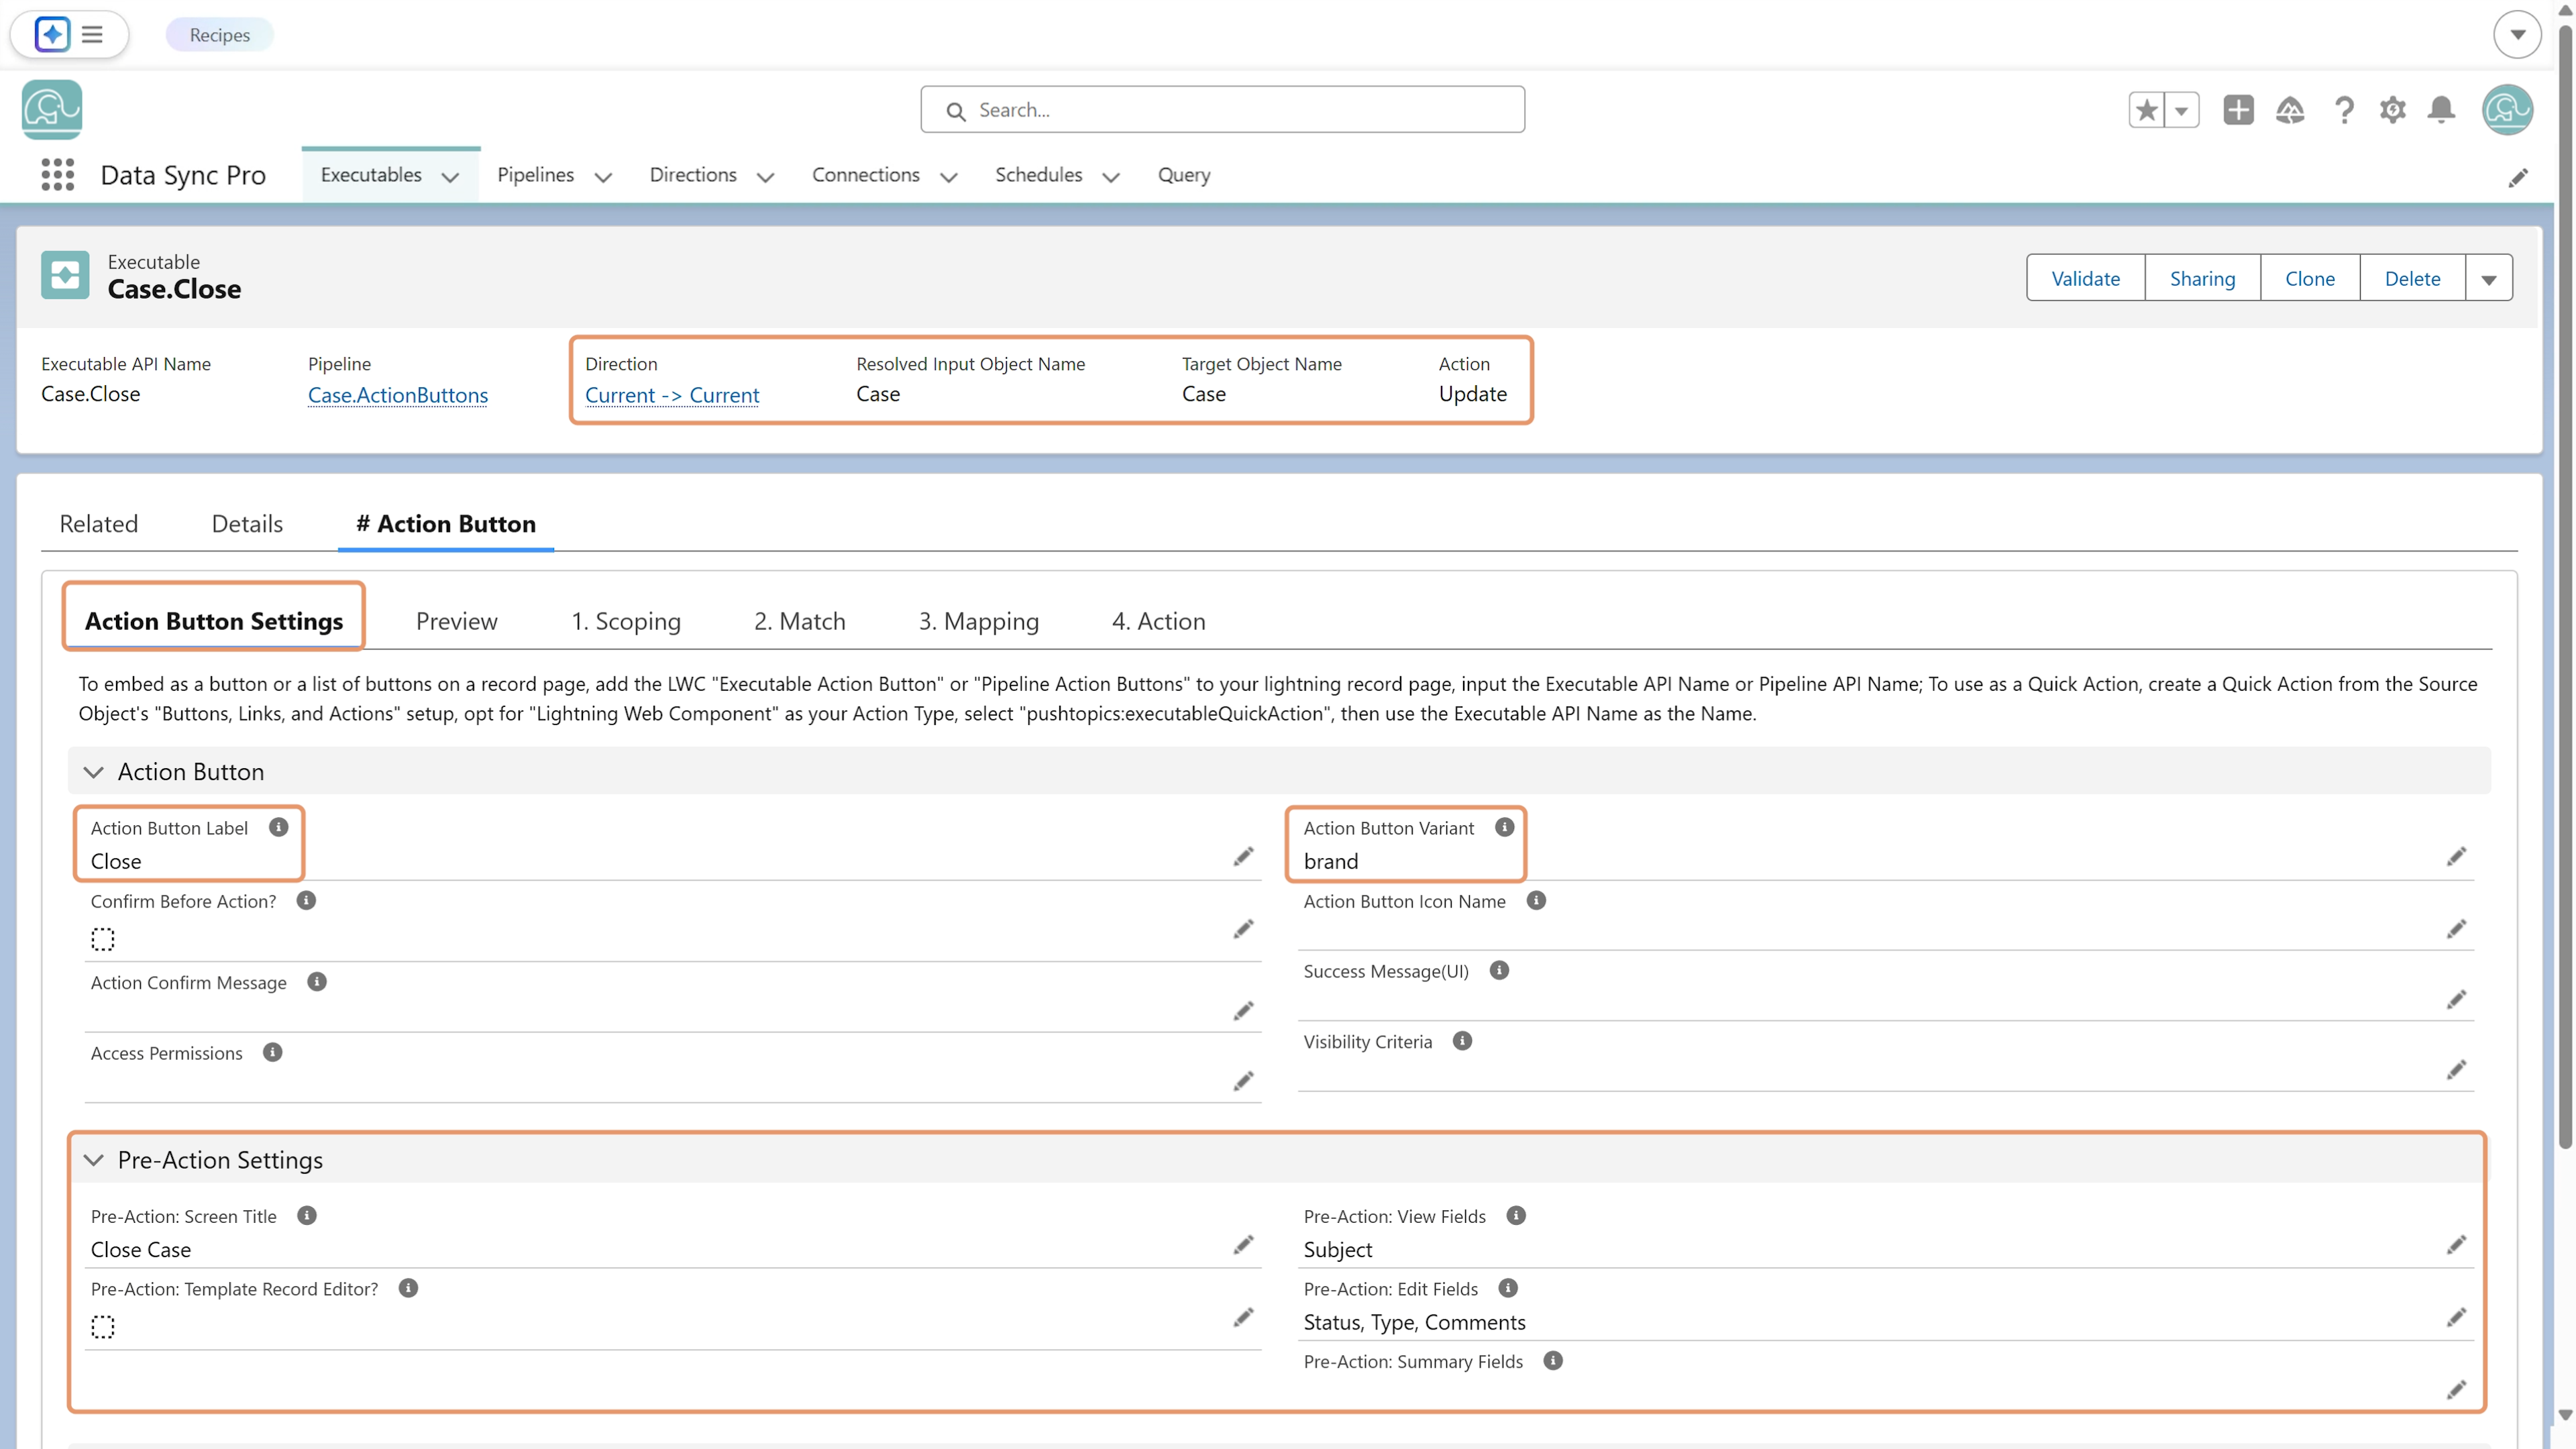 Recipes
Search...
Data Sync Pro
Executables
Pipelines
Directions
Connections
Schedules
Query
Executable
Case.Close
Validate
Sharing
Clone
Delete
Executable API Name
Case.Close
Pipeline
Case.ActionButtons
Direction
Current -> Current
Resolved Input Object Name
Case
Target Object Name
Case
Action
Update
Related
Details
# Action Button
Action Button Settings
Preview
1. Scoping
2. Match
3. Mapping
4. Action
To embed as a button or a list of buttons on a record page, add the LWC "Executable Action Button" or "Pipeline Action Buttons" to your lightning record page, input the Executable API Name or Pipeline API Name; To use as a Quick Action, create a Quick Action from the Source
Object's "Buttons, Links, and Actions" setup, opt for "Lightning Web Component" as your Action Type, select "pushtopics:executableQuickAction", then use the Executable API Name as the Name.
Action Button
Action Button Label
Close
Action Button Variant
brand
Confirm Before Action?
Action Button Icon Name
Action Confirm Message
Success Message(UI)
Access Permissions
Visibility Criteria
Pre-Action Settings
Pre-Action: Screen Title
Close Case
Pre-Action: View Fields
Subject
Pre-Action: Template Record Editor?
Pre-Action: Edit Fields
Status, Type, Comments
Pre-Action: Summary Fields